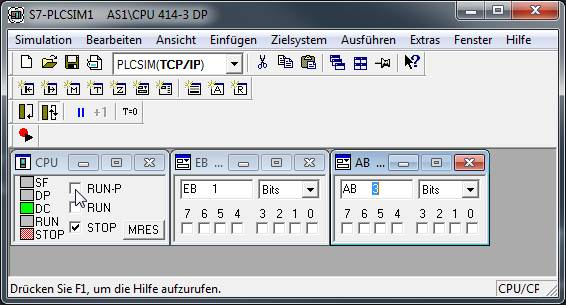 S7-PLCSIM1 AS1\CPU 414-3 DP
Simulation Bearbeiten Ansicht Einfügen Zielsystem Ausführen Extras Fenster Hilfe
PLCSIM(TCP/IP)
+1 T=0
CPU
SF
DP
DC
RUN
STOP
RUN-P
RUN
STOP
MRES
EB ...
EB 1 Bits
7 6 5 4 3 2 1 0
AB ...
AB 3 Bits
7 6 5 4 3 2 1 0
Drücken Sie F1, um die Hilfe aufzurufen.
CPU/CF